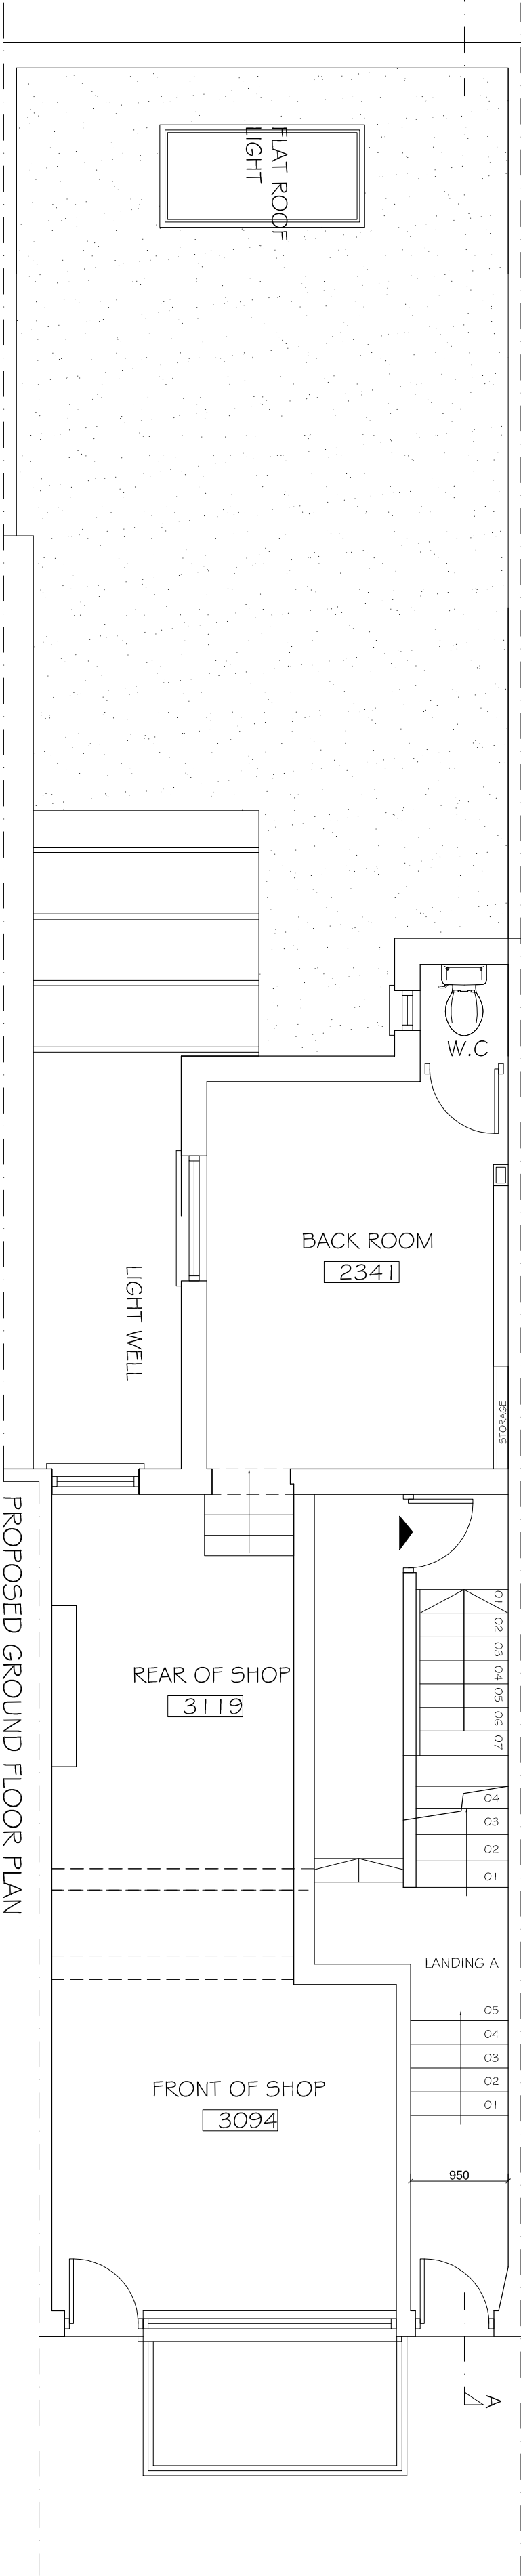 FLAT ROOF
LIGHT
W.C
BACK ROOM
2341
LIGHT WELL
STORAGE
01 02 03 04 05 06 07
PROPOSED GROUND FLOOR PLAN
REAR OF SHOP
3119
04
03
02
01
LANDING A
05
04
03
02
01
FRONT OF SHOP
3094
950
A